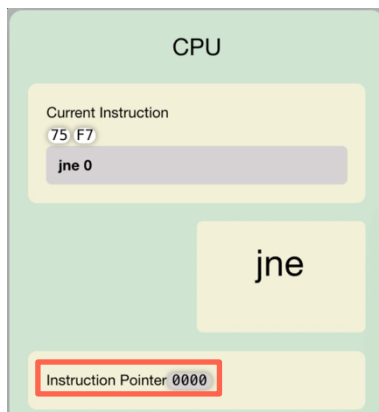 CPU
Current Instruction
75 F7
jne 0
jne
Instruction Pointer 0000